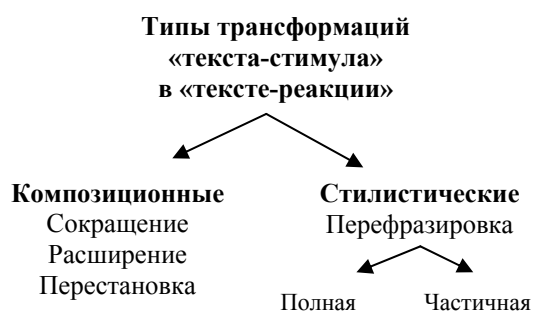 Типы трансформаций
«текста-стимула»
в «тексте-реакции»
Композиционные
Сокращение
Расширение
Перестановка
Стилистические
Перефразировка
Полная
Частичная